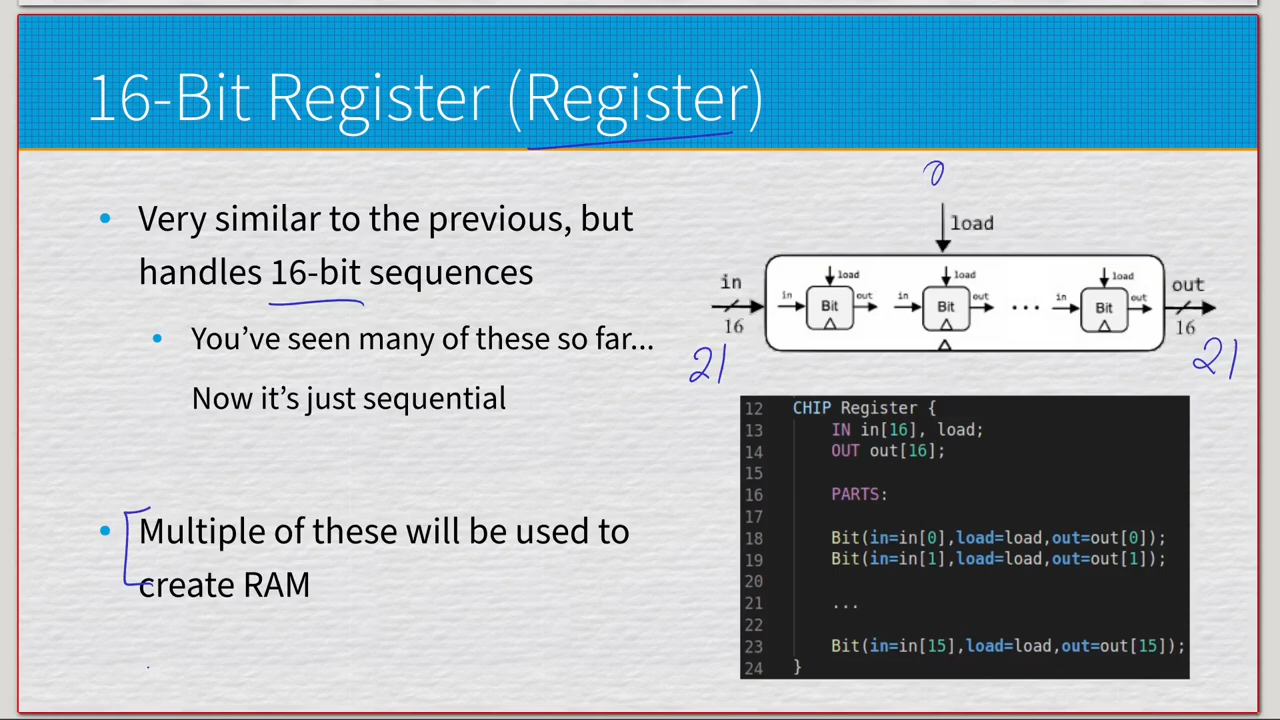 16-Bit Register (Register)
• Very similar to the previous, but
handles 16-bit sequences
• You’ve seen many of these so far...
Now it’s just sequential
• Multiple of these will be used to
create RAM
0
load
in
16
21
load
in
Bit
out
load
in
Bit
out
...
load
in
Bit
out
out
16
21
12 CHIP Register {
13 IN in[16], load;
14 OUT out[16];
15
16 PARTS:
17
18 Bit(in=in[0],load=load,out=out[0]);
19 Bit(in=in[1],load=load,out=out[1]);
20
21 ...
22
23 Bit(in=in[15],load=load,out=out[15]);
24 }